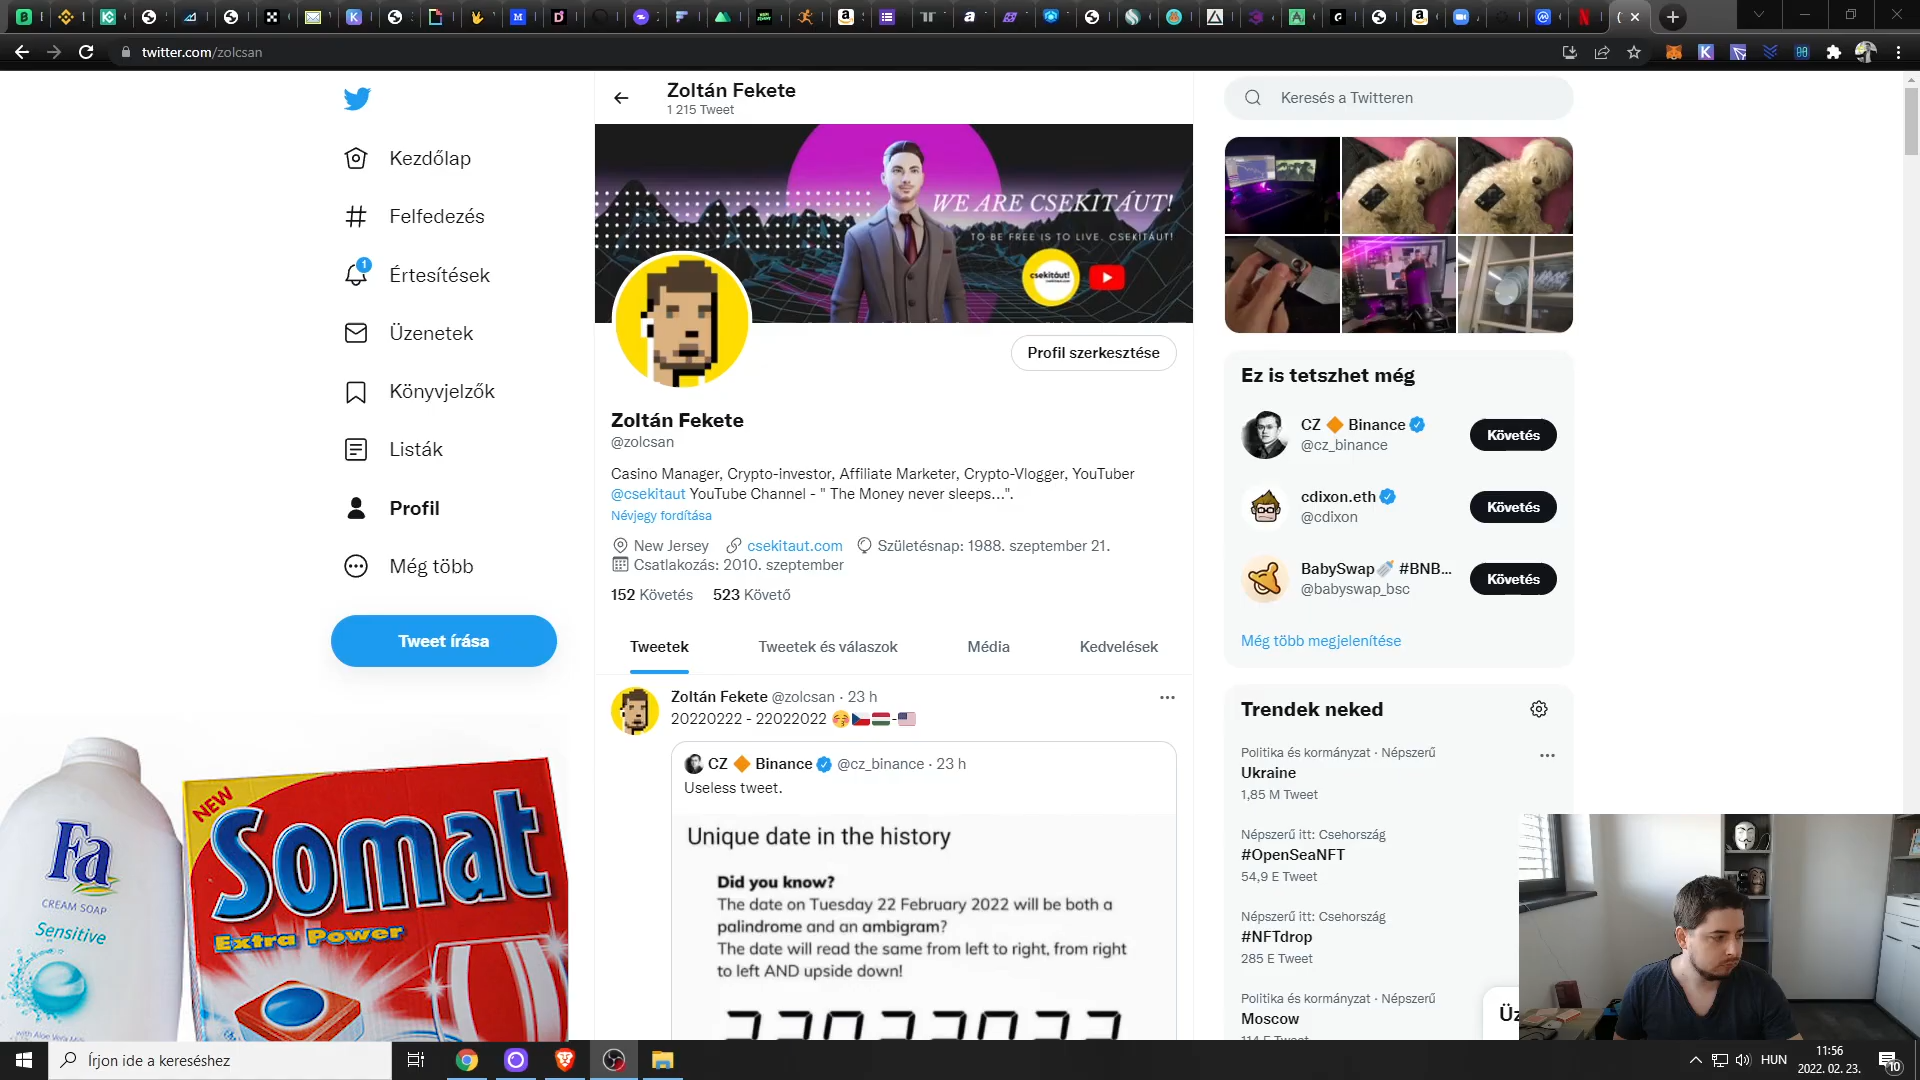 twitter.com/zolcsan
Zoltán Fekete
1 215 Tweet
Keresés a Twitteren
Kezdőlap
Felfedezés
1
Értesítések
Üzenetek
Könyvjelzők
Listák
Profil
Még több
Tweet írása
WE ARE CSEKITÁUT!
TO BE FREE IS TO LIVE. CSEKITÁUT!
csekitáut!
Profil szerkesztése
Zoltán Fekete
@zolcsan
Casino Manager, Crypto-investor, Affiliate Marketer, Crypto-Vlogger, YouTuber
@csekitaut YouTube Channel - " The Money never sleeps...".
Névjegy fordítása
New Jersey csekitaut.com Születésnap: 1988. szeptember 21.
Csatlakozás: 2010. szeptember
152 Követés 523 Követő
Tweetek Tweetek és válaszok Média Kedvelések
Zoltán Fekete @zolcsan · 23 h
20220222 - 22022022 😚🇨🇿🇭🇺-🇺🇸
CZ 🔶 Binance @cz_binance · 23 h
Useless tweet.
Unique date in the history
Did you know?
The date on Tuesday 22 February 2022 will be both a
palindrome and an ambigram?
The date will read the same from left to right, from right
to left AND upside down!
22022022
Ez is tetszhet még
CZ 🔶 Binance
@cz_binance
Követés
cdixon.eth
@cdixon
Követés
BabySwap🍼 #BNB...
@babyswap_bsc
Követés
Még több megjelenítése
Trendek neked
Politika és kormányzat · Népszerű
Ukraine
1,85 M Tweet
Népszerű itt: Csehország
#OpenSeaNFT
54,9 E Tweet
Népszerű itt: Csehország
#NFTdrop
285 E Tweet
Politika és kormányzat · Népszerű
Moscow
114 E Tweet
Üz
Fa
CREAM SOAP
Sensitive
with Aloe Vera Milk
NEW
Somat
Extra Power
Írjon ide a kereséshez
HUN
11:56
2022. 02. 23.
10